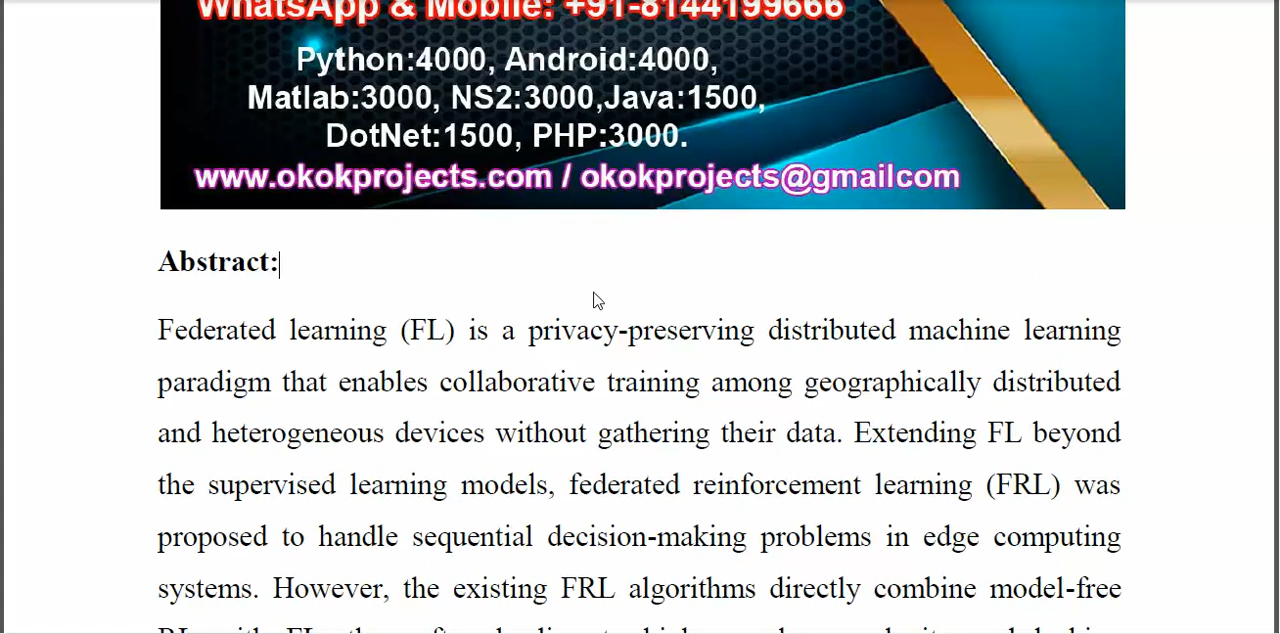 WhatsApp & Mobile: +91-8144199666
Python:4000, Android:4000,
Matlab:3000, NS2:3000,Java:1500,
DotNet:1500, PHP:3000.
www.okokprojects.com / okokprojects@gmailcom
Abstract:
Federated learning (FL) is a privacy-preserving distributed machine learning
paradigm that enables collaborative training among geographically distributed
and heterogeneous devices without gathering their data. Extending FL beyond
the supervised learning models, federated reinforcement learning (FRL) was
proposed to handle sequential decision-making problems in edge computing
systems. However, the existing FRL algorithms directly combine model-free